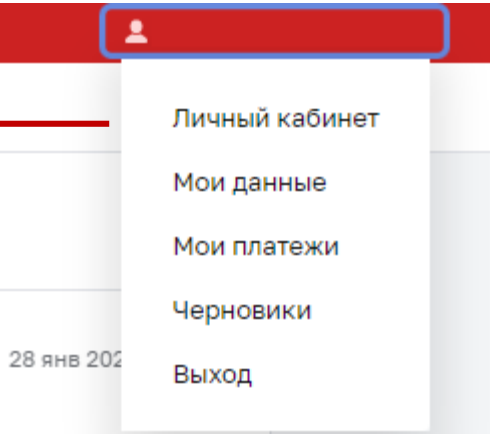 Личный кабинет
Мои данные
Мои платежи
Черновики
28 янв 202
Выход